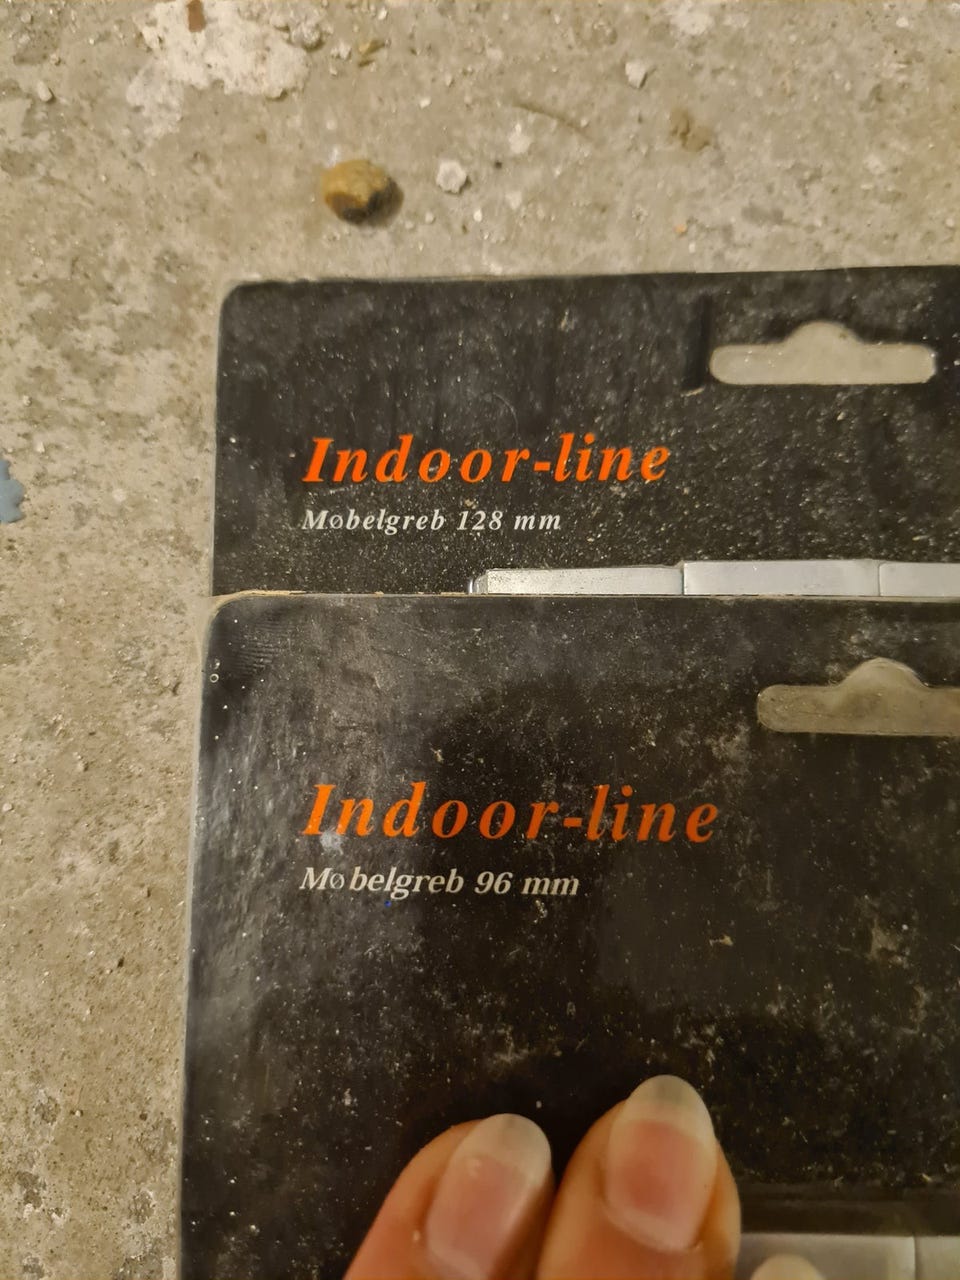 Indoor-line
Møbelgreb 128 mm
Indoor-line
Møbelgreb 96 mm